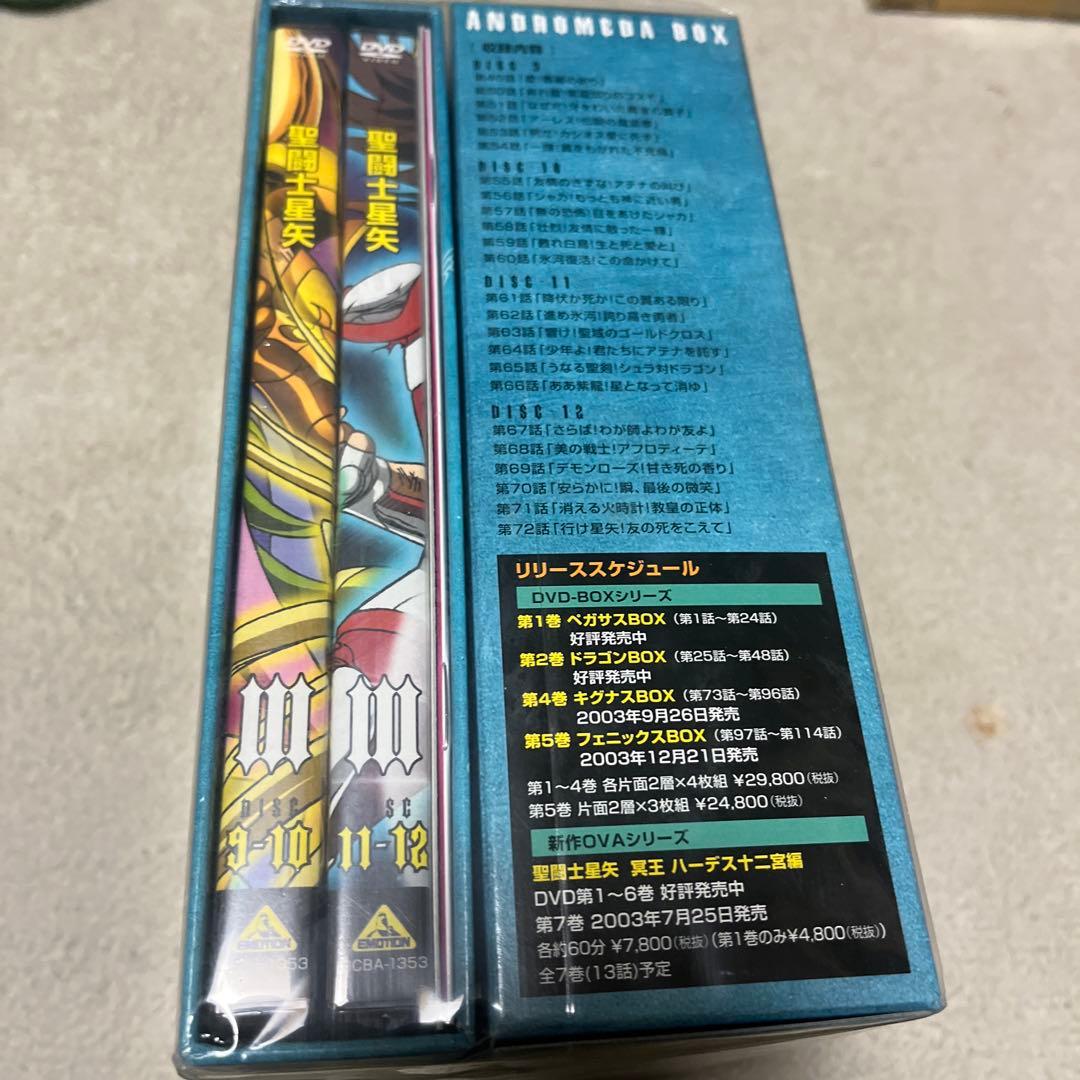 DVD
聖闘士星矢
III
DISC
9-10
EMOTION
DVD
VIDEO
聖闘士星矢
III
11-12
EMOTION
CBA-1353
ANDROMEDA BOX
収録内容
DISC 9
DISC 10
第55話「友情のきずな!アテナの叫び」
第56話「シャカ!もっとも神に近い男」
第57話「無の恐怖!目をあけたシャカ」
第58話「壮烈!友情に散った一輝」
第59話「甦れ白鳥!生と死と愛と」
第60話「氷河復活!この命かけて」
DISC-11
第61話「降伏か死か!この翼ある限り」
第62話「進め氷河!誇り高き勇者」
第63話「響け!聖域のゴールドクロス」
第64話「少年よ!君たちにアテナを託す」
第65話「うなる聖剣!シュラ対ドラゴン」
第66話「ああ紫龍!星となって消ゆ」
DISC-12
第67話「さらば!わが師よわが友よ」
第68話「美の戦士!アフロディーテ」
第69話「デモンローズ!甘き死の香り」
第70話「安らかに!瞬、最後の微笑」
第71話「消える火時計!教皇の正体」
第72話「行け星矢!友の死をこえて」
リリーススケジュール
DVD-BOXシリーズ
第1巻 ペガサスBOX (第1話~第24話)
好評発売中
第2巻 ドラゴンBOX (第25話~第48話)
好評発売中
第4巻 キグナスBOX (第73話~第96話)
2003年9月26日発売
第5巻 フェニックスBOX (第97話~第114話)
2003年12月21日発売
第1~4巻 各片面2層×4枚組 ¥29,800(税抜)
第5巻 片面2層×3枚組 ¥24,800(税抜)
新作OVAシリーズ
聖闘士星矢 冥王 ハーデス十二宮編
DVD第1~6巻 好評発売中
第7巻 2003年7月25日発売
各約60分 ¥7,800(税抜)(第1巻のみ¥4,800(税抜))
全7巻(13話)予定